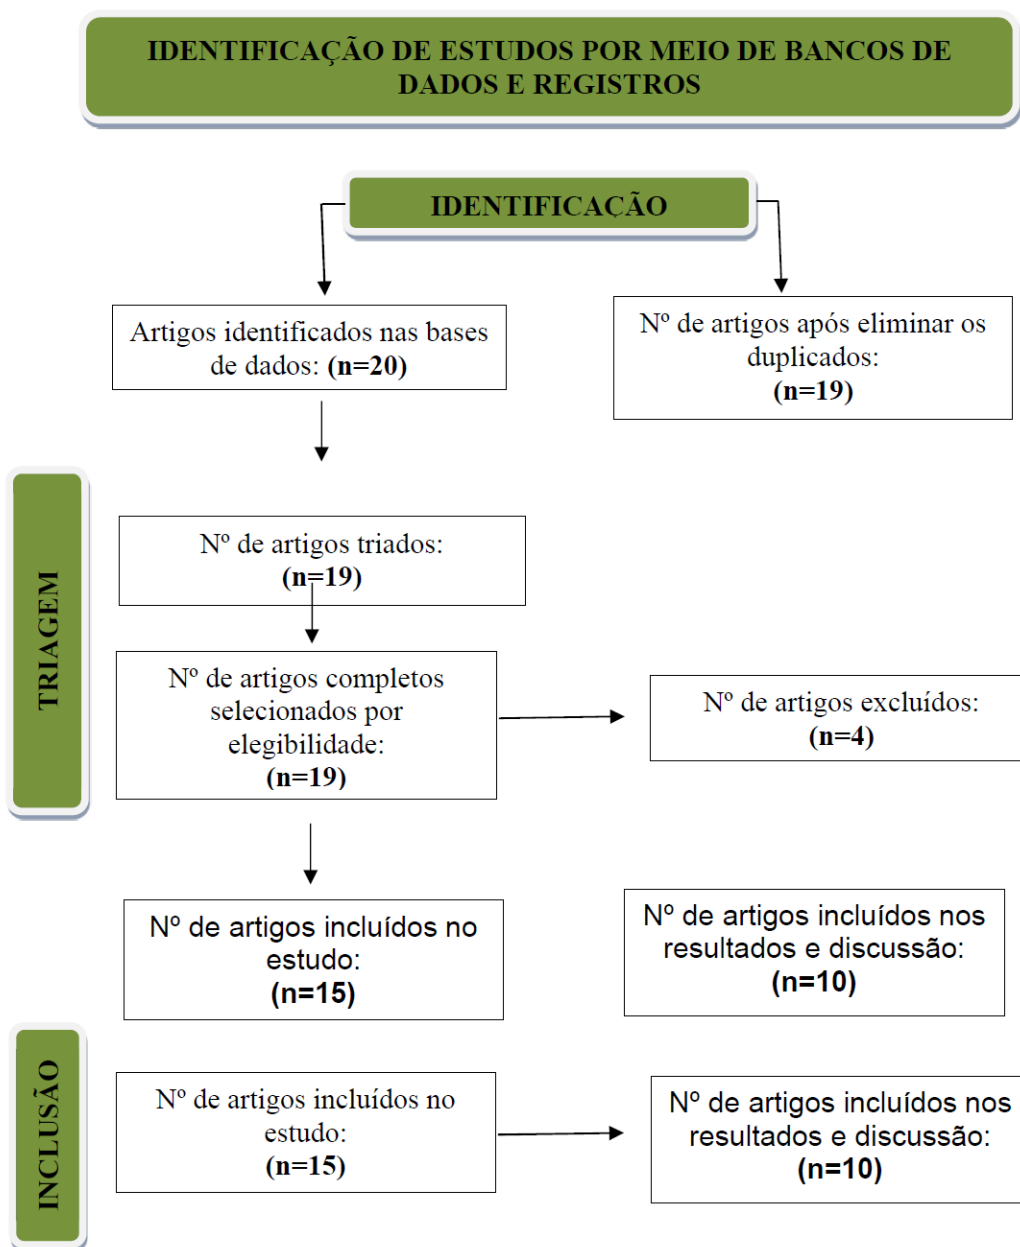 IDENTIFICAÇÃO DE ESTUDOS POR MEIO DE BANCOS DE
DADOS E REGISTROS
IDENTIFICAÇÃO
Artigos identificados nas bases
de dados: (n=20)
Nº de artigos após eliminar os
duplicados:
(n=19)
TRIAGEM
Nº de artigos triados:
(n=19)
Nº de artigos completos
selecionados por
elegibilidade:
(n=19)
Nº de artigos excluídos:
(n=4)
Nº de artigos incluídos no
estudo:
(n=15)
Nº de artigos incluídos nos
resultados e discussão:
(n=10)
INCLUSÃO
Nº de artigos incluídos no
estudo:
(n=15)
Nº de artigos incluídos nos
resultados e discussão:
(n=10)